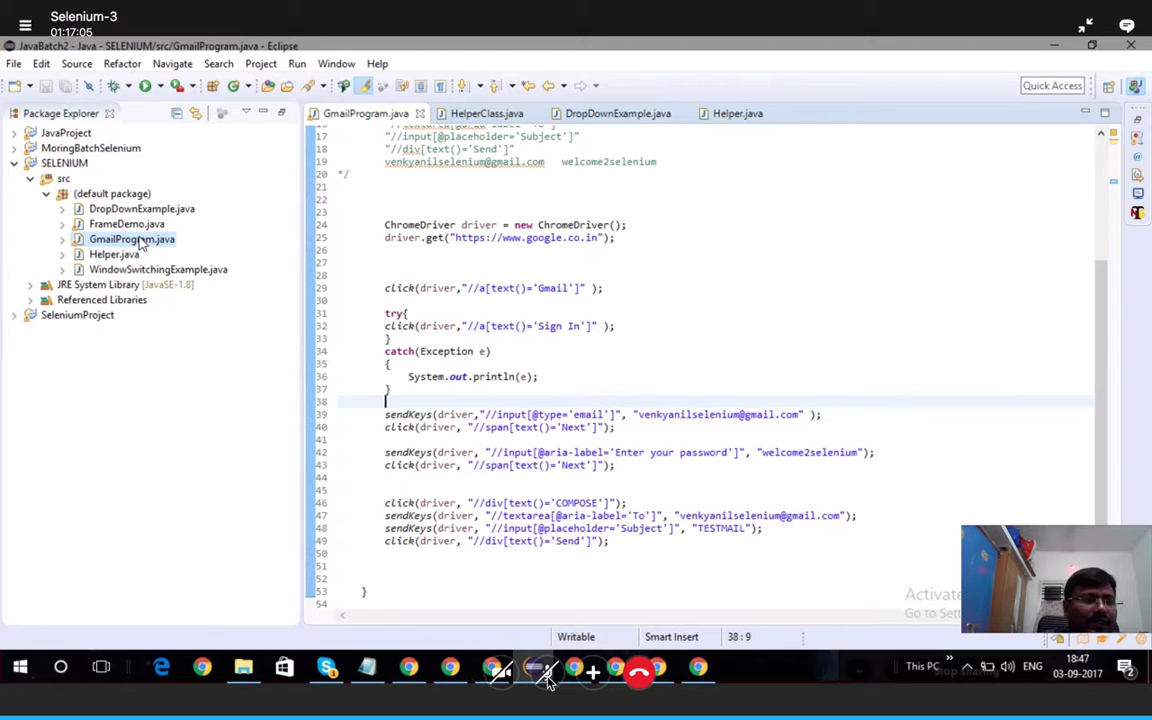 Selenium-3
01:17:05
JavaBatch2 - Java - SELENIUM/src/GmailProgram.java - Eclipse
File Edit Source Refactor Navigate Search Project Run Window Help
Quick Access
Package Explorer
GmailProgram.java HelperClass.java DropDownExample.java Helper.java
JavaProject
MoringBatchSelenium
SELENIUM
src
(default package)
DropDownExample.java
FrameDemo.java
GmailProgram.java
Helper.java
WindowSwitchingExample.java
JRE System Library [JavaSE-1.8]
Referenced Libraries
SeleniumProject
17 "//input[@placeholder='Subject']"
18 "//div[text()='Send']"
19 venkyanilselenium@gmail.com welcome2selenium
20 */
21
22
23
24 ChromeDriver driver = new ChromeDriver();
25 driver.get("https://www.google.co.in");
26
27
28
29 click(driver,"//a[text()='Gmail']" );
30
31 try{
32 click(driver,"//a[text()='Sign In']" );
33 }
34 catch(Exception e)
35 {
36 System.out.println(e);
37 }
38
39 sendKeys(driver,"//input[@type='email']", "venkyanilselenium@gmail.com" );
40 click(driver, "//span[text()='Next']");
41
42 sendKeys(driver, "//input[@aria-label='Enter your password']", "welcome2selenium");
43 click(driver, "//span[text()='Next']");
44
45
46 click(driver, "//div[text()='COMPOSE']");
47 sendKeys(driver, "//textarea[@aria-label='To']", "venkyanilselenium@gmail.com");
48 sendKeys(driver, "//input[@placeholder='Subject']", "TESTMAIL");
49 click(driver, "//div[text()='Send']");
50
51
52
53 }
54
Activate
Go to Set
Writable Smart Insert 38 : 9
This PC
Stop sharing
ENG
18:47
03-09-2017
2